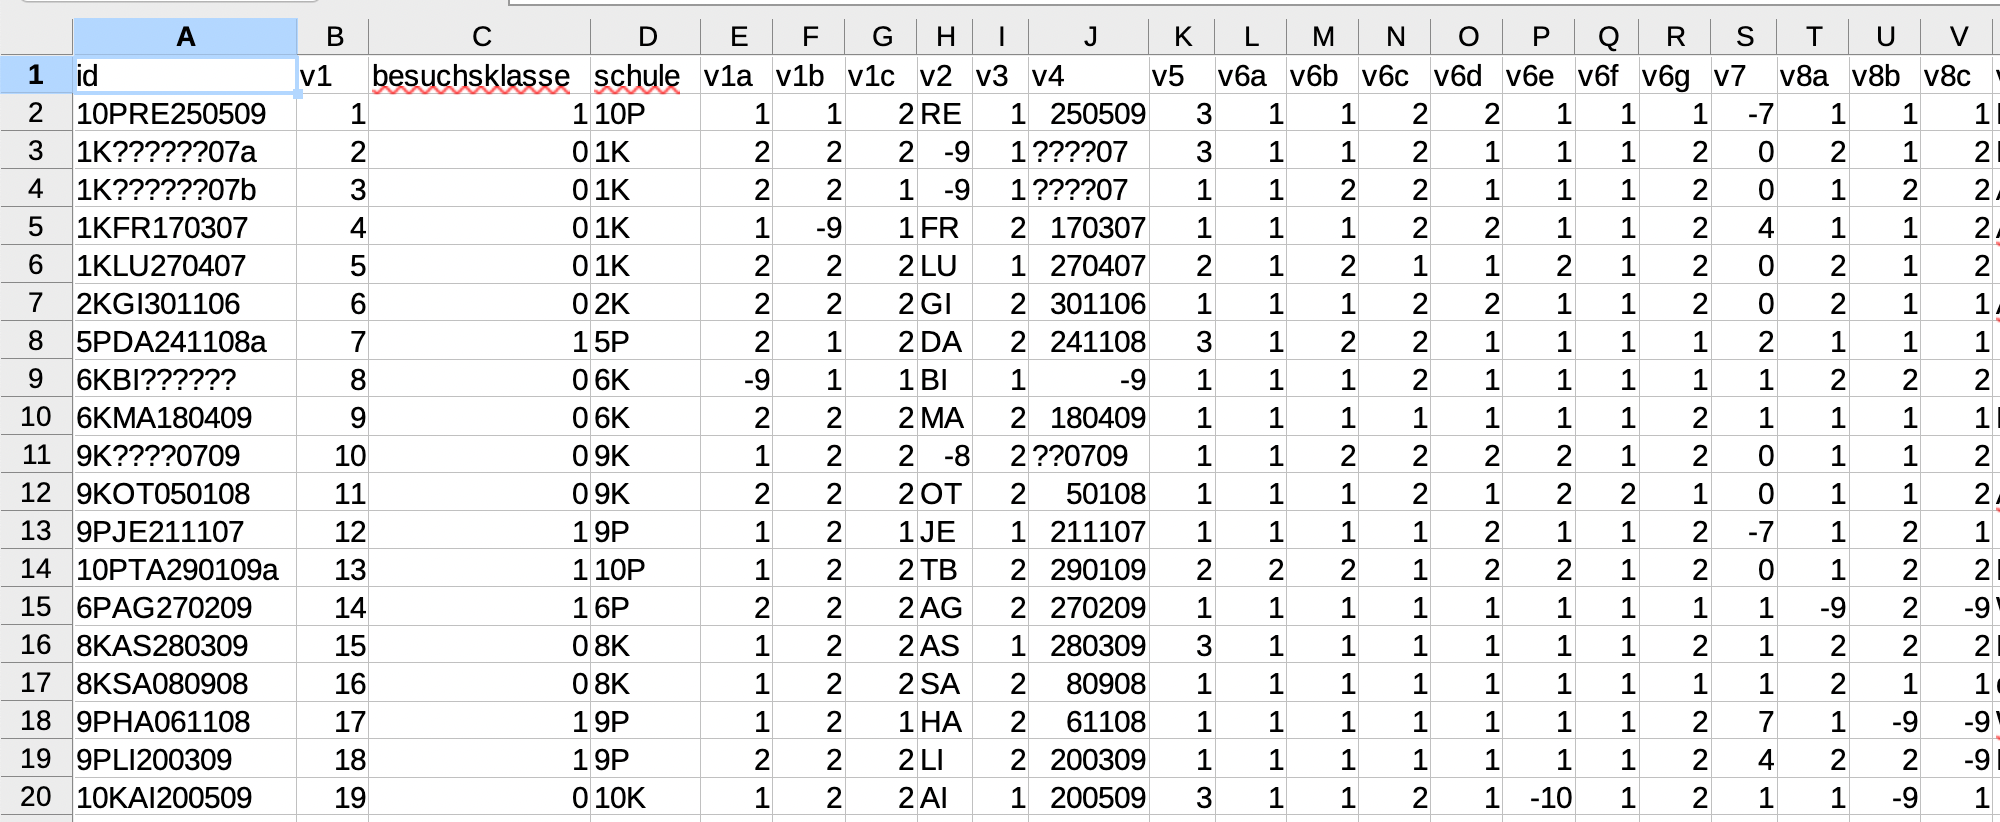 A B C D E F G H I J K L M N O P Q R S T U V
1 id v1 besuchsklasse schule v1a v1b v1c v2 v3 v4 v5 v6a v6b v6c v6d v6e v6f v6g v7 v8a v8b v8c
2 10PRE250509 1 1 10P 1 1 2 RE 1 250509 3 1 1 2 2 1 1 1 -7 1 1 1
3 1K??????07a 2 0 1K 2 2 2 -9 1 ????07 3 1 1 2 1 1 1 2 0 2 1 2
4 1K??????07b 3 0 1K 2 2 1 -9 1 ????07 1 1 2 2 1 1 1 2 0 1 2 2
5 1KFR170307 4 0 1K 1 -9 1 FR 2 170307 1 1 1 2 2 1 1 2 4 1 1 2
6 1KLU270407 5 0 1K 2 2 2 LU 1 270407 2 1 2 1 1 2 1 2 0 2 1 2
7 2KGI301106 6 0 2K 2 2 2 GI 2 301106 1 1 1 2 2 1 1 2 0 2 1 1
8 5PDA241108a 7 1 5P 2 1 2 DA 2 241108 3 1 2 2 1 1 1 1 2 1 1 1
9 6KBI?????? 8 0 6K -9 1 1 BI 1 -9 1 1 1 2 1 1 1 1 1 2 2 2
10 6KMA180409 9 0 6K 2 2 2 MA 2 180409 1 1 1 1 1 1 1 2 1 1 1 1
11 9K????0709 10 0 9K 1 2 2 -8 2 ??0709 1 1 2 2 2 2 1 2 0 1 1 2
12 9KOT050108 11 0 9K 2 2 2 OT 2 50108 1 1 1 2 1 2 2 1 0 1 1 2
13 9PJE211107 12 1 9P 1 2 1 JE 1 211107 1 1 1 1 2 1 1 2 -7 1 2 1
14 10PTA290109a 13 1 10P 1 2 2 TB 2 290109 2 2 2 1 2 2 1 2 0 1 2 2
15 6PAG270209 14 1 6P 2 2 2 AG 2 270209 1 1 1 1 1 1 1 1 1 -9 2 -9
16 8KAS280309 15 0 8K 1 2 2 AS 1 280309 3 1 1 1 1 1 1 2 1 2 2 2
17 8KSA080908 16 0 8K 1 2 2 SA 2 80908 1 1 1 1 1 1 1 1 1 2 1 1
18 9PHA061108 17 1 9P 1 2 1 HA 2 61108 1 1 1 1 1 1 1 2 7 1 -9 -9
19 9PLI200309 18 1 9P 2 2 2 LI 2 200309 1 1 1 1 1 1 1 2 4 2 2 -9
20 10KAI200509 19 0 10K 1 2 2 AI 1 200509 3 1 1 2 1 -10 1 2 1 1 -9 1